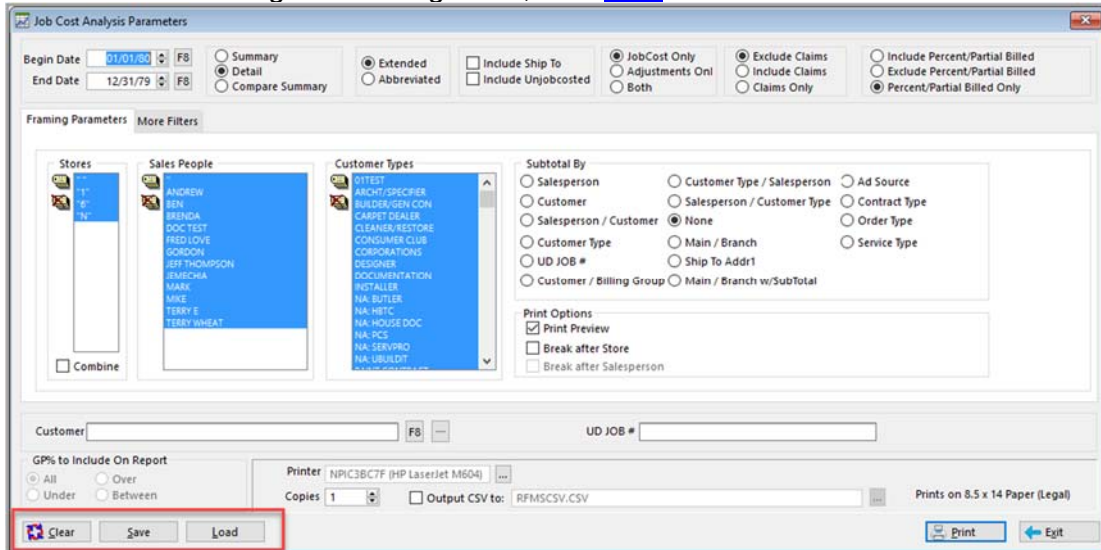 Job Cost Analysis Parameters
Begin Date 01/01/80 F8
End Date 12/31/79 F8
Summary
Detail
Compare Summary
Extended
Abbreviated
Include Ship To
Include Unjobcosted
JobCost Only
Adjustments Onl
Both
Exclude Claims
Include Claims
Claims Only
Include Percent/Partial Billed
Exclude Percent/Partial Billed
Percent/Partial Billed Only
Framing Parameters More Filters
Stores
" "
"1"
"6"
"N"
Combine
Sales People
ANDREW
BEN
BRENDA
DOC TEST
FRED LOVE
GORDON
JEFF THOMPSON
JEMECHIA
MARK
MIKE
TERRY E
TERRY WHEAT
Customer Types
01TEST
ARCHT/SPECIFIER
BUILDER/GEN CON
CARPET DEALER
CLEANER/RESTORE
CONSUMER CLUB
CORPORATIONS
DESIGNER
DOCUMENTATION
INSTALLER
NA: BUTLER
NA: HBTC
NA: HOUSE DOC
NA: PCS
NA: SERVPRO
NA: UBUILDIT
Subtotal By
Salesperson
Customer
Salesperson / Customer
Customer Type
UD JOB #
Customer / Billing Group
Customer Type / Salesperson
Salesperson / Customer Type
None
Main / Branch
Ship To Addr1
Main / Branch w/SubTotal
Ad Source
Contract Type
Order Type
Service Type
Print Options
Print Preview
Break after Store
Break after Salesperson
Customer F8 ... UD JOB #
GP% to Include On Report
All Over
Under Between
Printer NPIC3BC7F (HP LaserJet M604) ...
Copies 1 Output CSV to: RFMSCSV.CSV ... Prints on 8.5 x 14 Paper (Legal)
Clear Save Load Print Exit